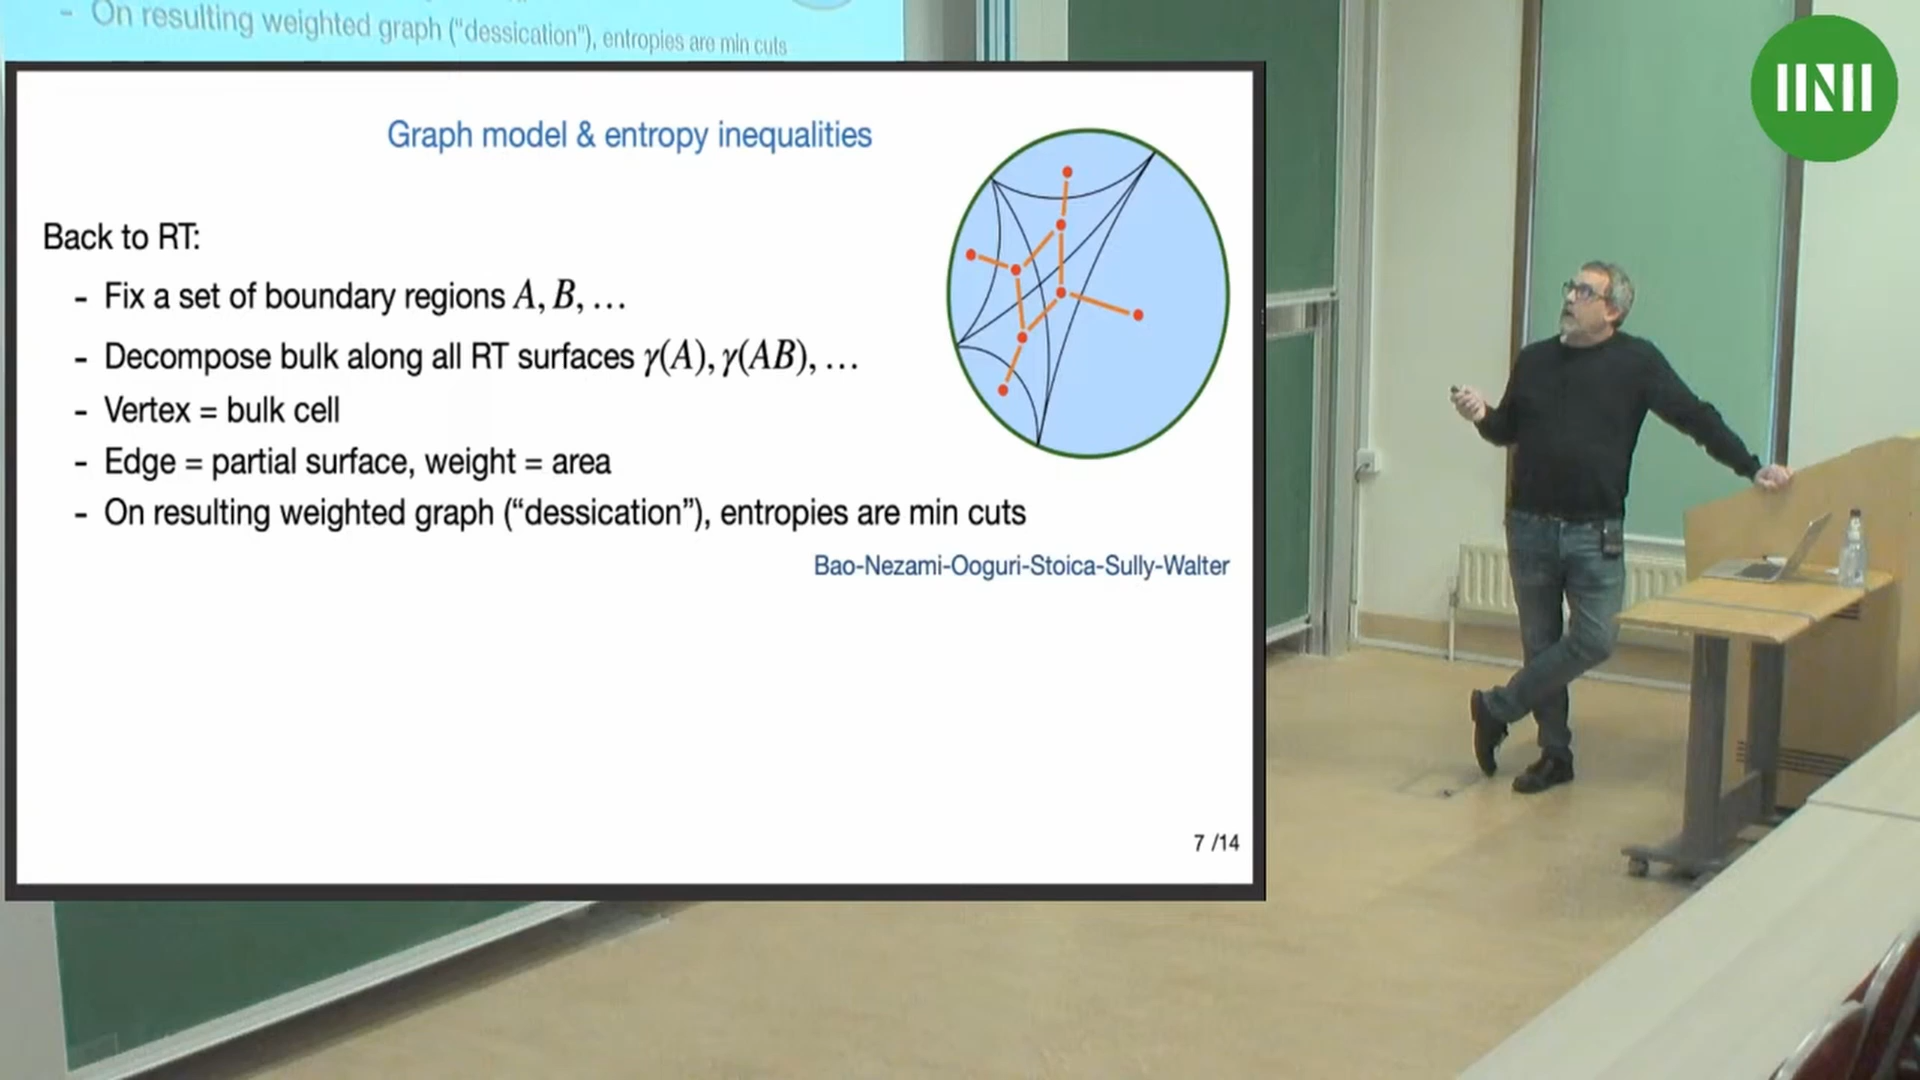 - On resulting weighted graph ("dessication"), entropies are min cuts
Graph model & entropy inequalities
Back to RT:
- Fix a set of boundary regions A, B, …
- Decompose bulk along all RT surfaces γ(A), γ(AB), …
- Vertex = bulk cell
- Edge = partial surface, weight = area
- On resulting weighted graph (“dessication”), entropies are min cuts
Bao-Nezami-Ooguri-Stoica-Sully-Walter
7 /14